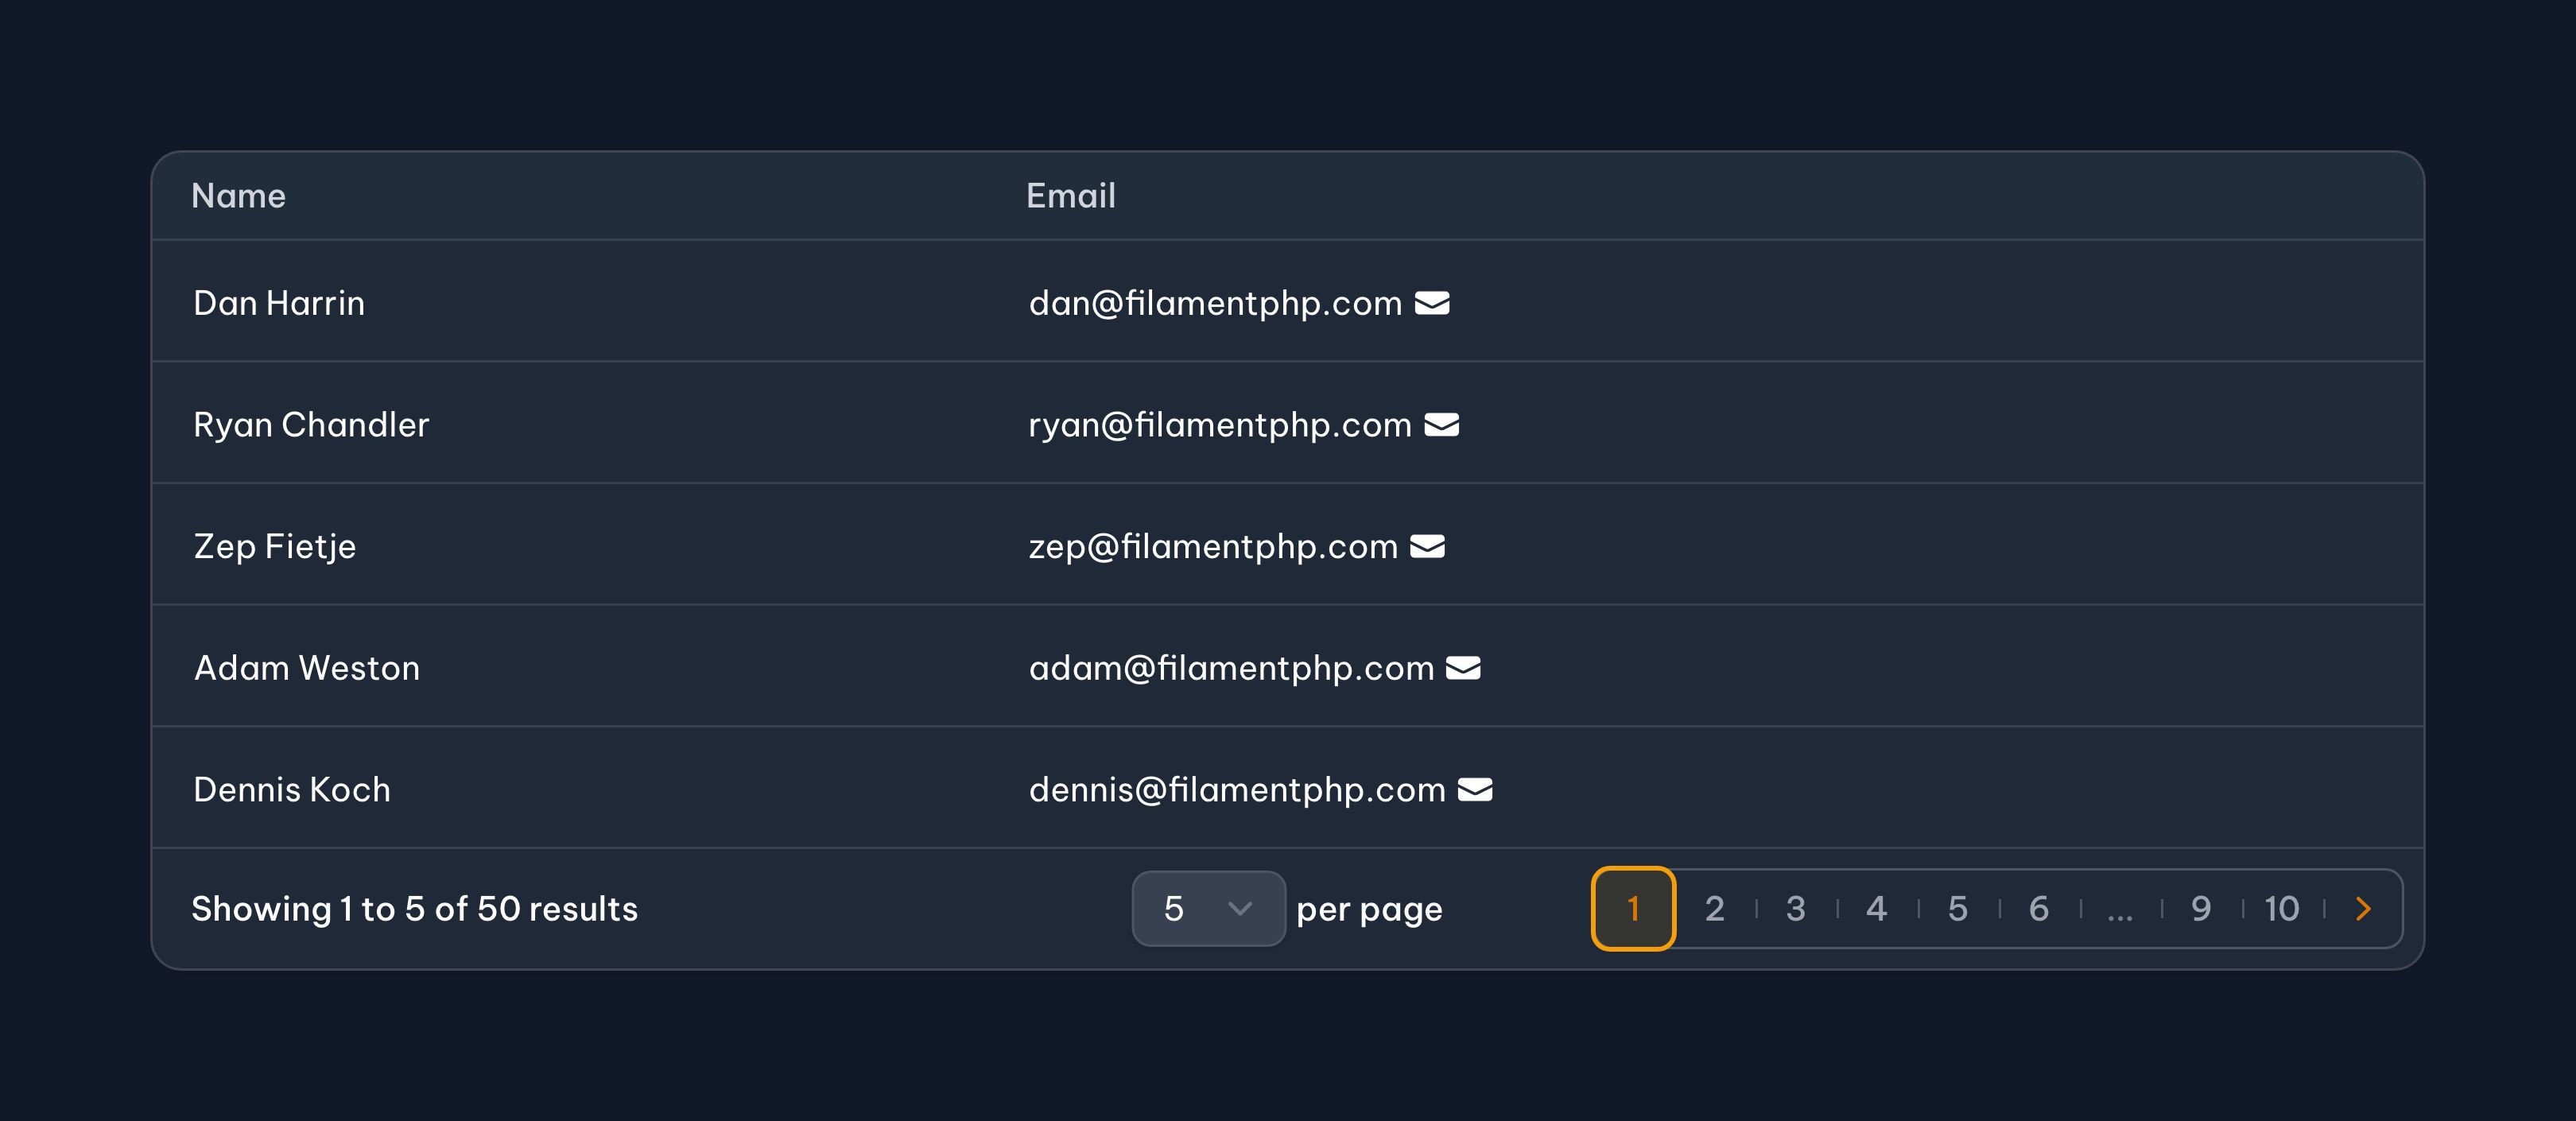 Name Email
Dan Harrin dan@filamentphp.com
Ryan Chandler ryan@filamentphp.com
Zep Fietje zep@filamentphp.com
Adam Weston adam@filamentphp.com
Dennis Koch dennis@filamentphp.com
Showing 1 to 5 of 50 results 5 per page 1 2 3 4 5 6 ... 9 10